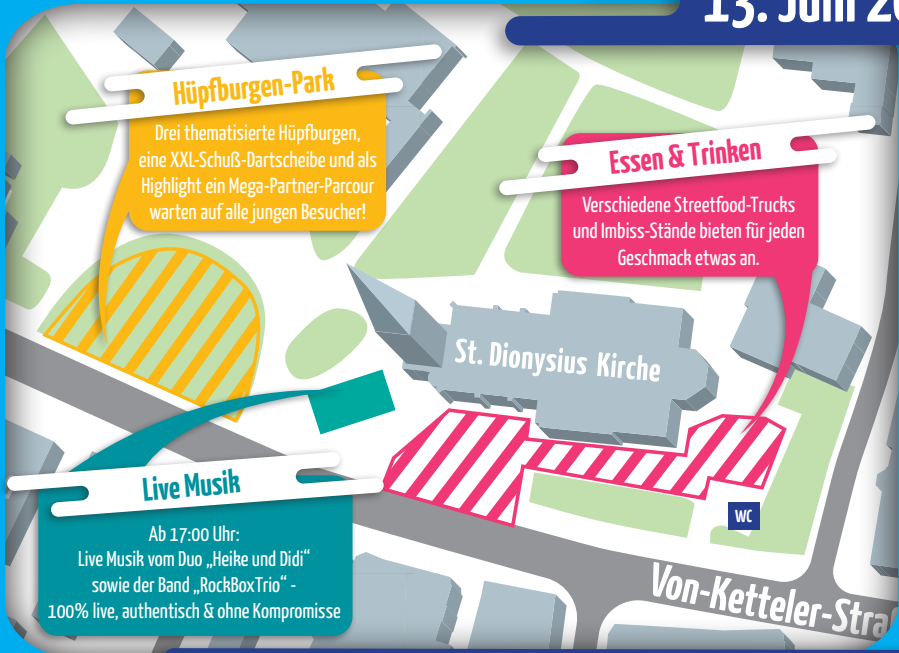 13. Juni
Hüpfburgen-Park
Drei thematisierte Hüpfburgen,
eine XXL-Schuß-Dartscheibe und als
Highlight ein Mega-Partner-Parcour
warten auf alle jungen Besucher!
Essen & Trinken
Verschiedene Streetfood-Trucks
und Imbiss-Stände bieten für jeden
Geschmack etwas an.
St. Dionysius Kirche
Live Musik
Ab 17:00 Uhr:
Live Musik vom Duo „Heike und Didi“
sowie der Band „RockBoxTrio“ -
100% live, authentisch & ohne Kompromisse
WC
Von-Ketteler-Stra